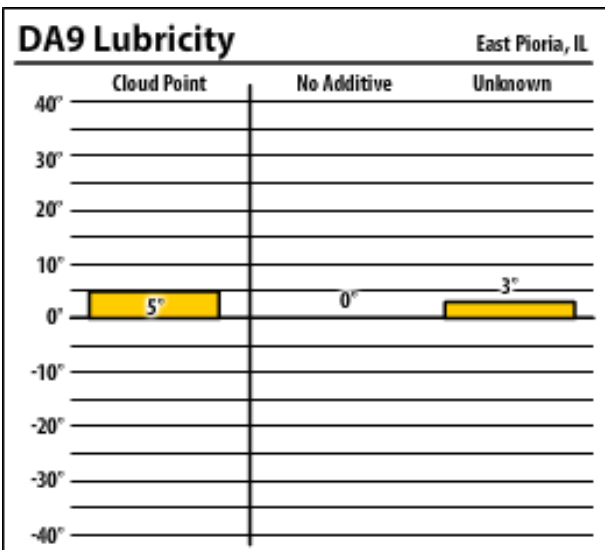 DA9 Lubricity
East Pioria, IL
Cloud Point No Additive Unknown
40°
30°
20°
10°
5° 0° 3°
0°
-10°
-20°
-30°
-40°